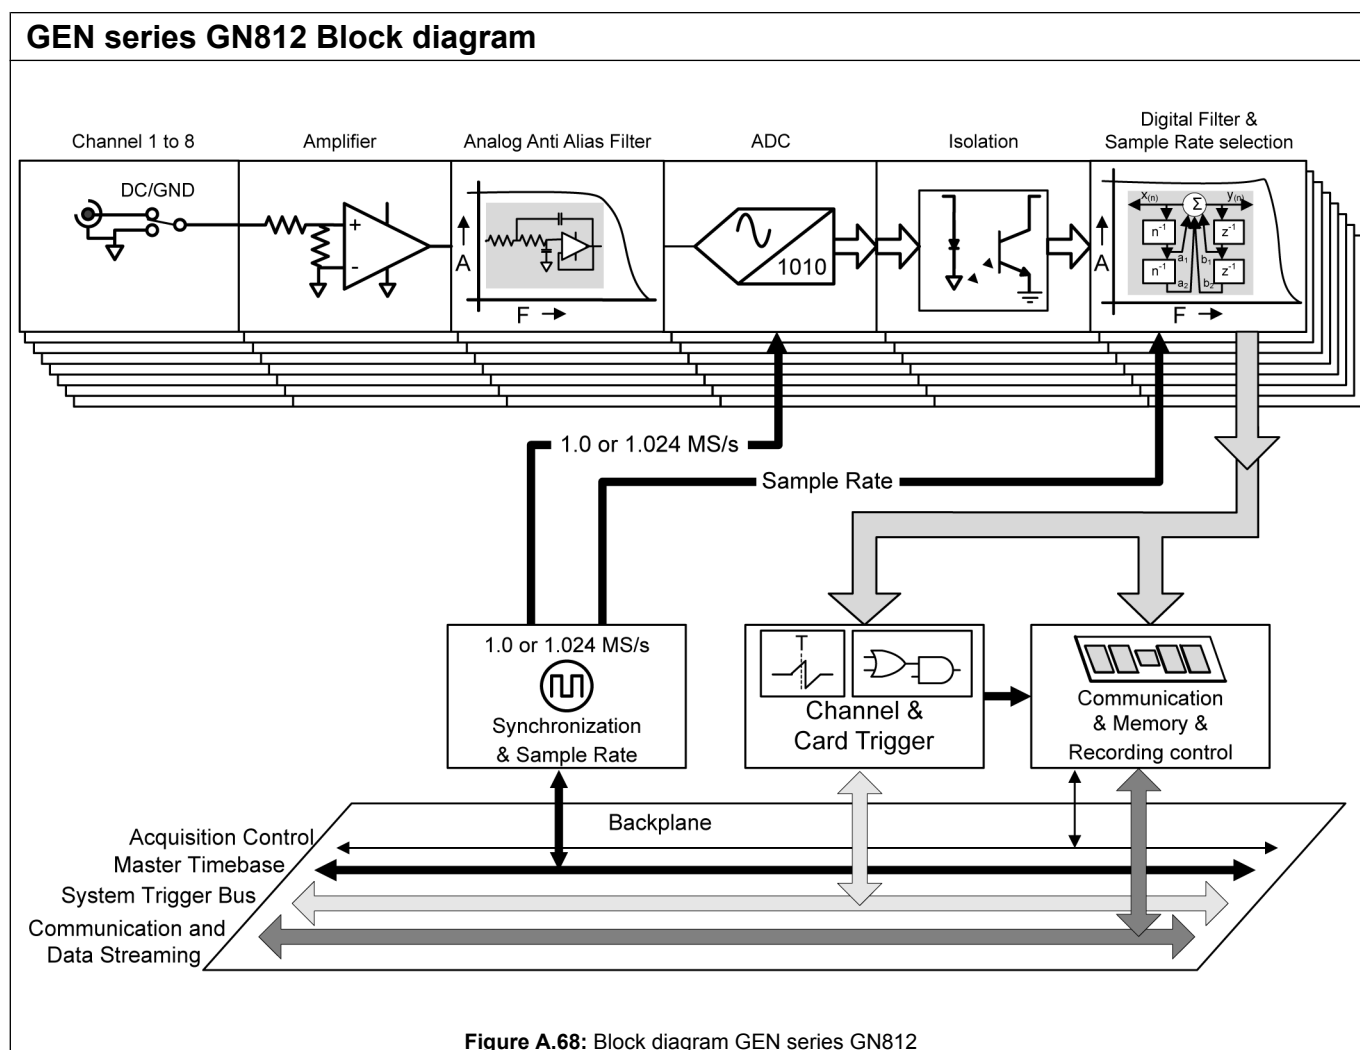 GEN series GN812 Block diagram
Channel 1 to 8
Amplifier
Analog Anti Alias Filter
ADC
Isolation
Digital Filter &
Sample Rate selection
DC/GND
+
-
A
F
1010
A
F
x(n)
Σ
y(n)
n-1
z-1
a1
b1
n-1
z-1
a2
b2
1.0 or 1.024 MS/s
Sample Rate
1.0 or 1.024 MS/s
Synchronization
& Sample Rate
T
Channel &
Card Trigger
Communication
& Memory &
Recording control
Backplane
Acquisition Control
Master Timebase
System Trigger Bus
Communication and
Data Streaming
Figure A.68: Block diagram GEN series GN812